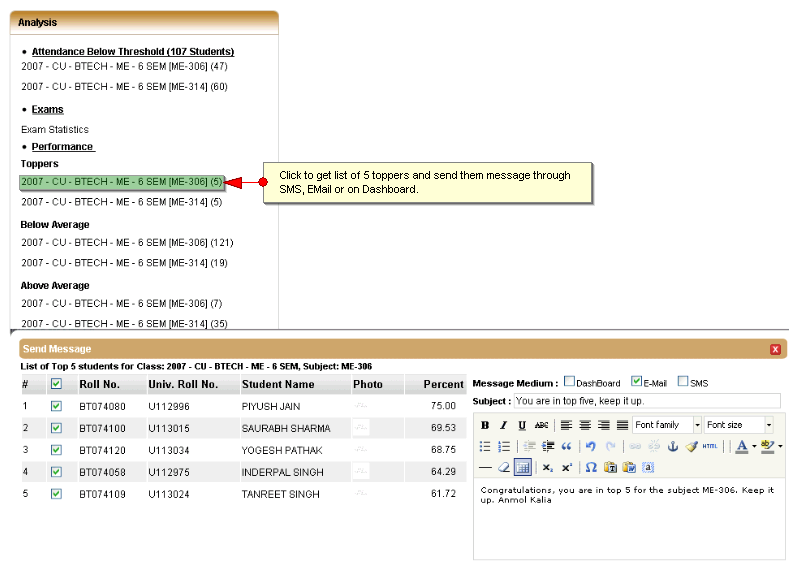 Analysis
Attendance Below Threshold (107 Students)
2007 - CU - BTECH - ME - 6 SEM [ME-306] (47)
2007 - CU - BTECH - ME - 6 SEM [ME-314] (60)
Exams
Exam Statistics
Performance
Toppers
2007 - CU - BTECH - ME - 6 SEM [ME-306] (5)
2007 - CU - BTECH - ME - 6 SEM [ME-314] (5)
Click to get list of 5 toppers and send them message through
SMS, EMail or on Dashboard.
Below Average
2007 - CU - BTECH - ME - 6 SEM [ME-306] (121)
2007 - CU - BTECH - ME - 6 SEM [ME-314] (19)
Above Average
2007 - CU - BTECH - ME - 6 SEM [ME-306] (7)
2007 - CU - BTECH - ME - 6 SEM [ME-314] (35)
Send Message
List of Top 5 students for Class: 2007 - CU - BTECH - ME - 6 SEM, Subject: ME-306
# Roll No. Univ. Roll No. Student Name Photo Percent
1 BT074080 U112996 PIYUSH JAIN 75.00
2 BT074100 U113015 SAURABH SHARMA 69.53
3 BT074120 U113034 YOGESH PATHAK 68.75
4 BT074058 U112975 INDERPAL SINGH 64.29
5 BT074109 U113024 TANREET SINGH 61.72
Message Medium : DashBoard E-Mail SMS
Subject : You are in top five, keep it up.
B I U ABC Font family Font size
HTML A ab
X₂ X² Ω T W a
Congratulations, you are in top 5 for the subject ME-306. Keep it
up. Anmol Kalia